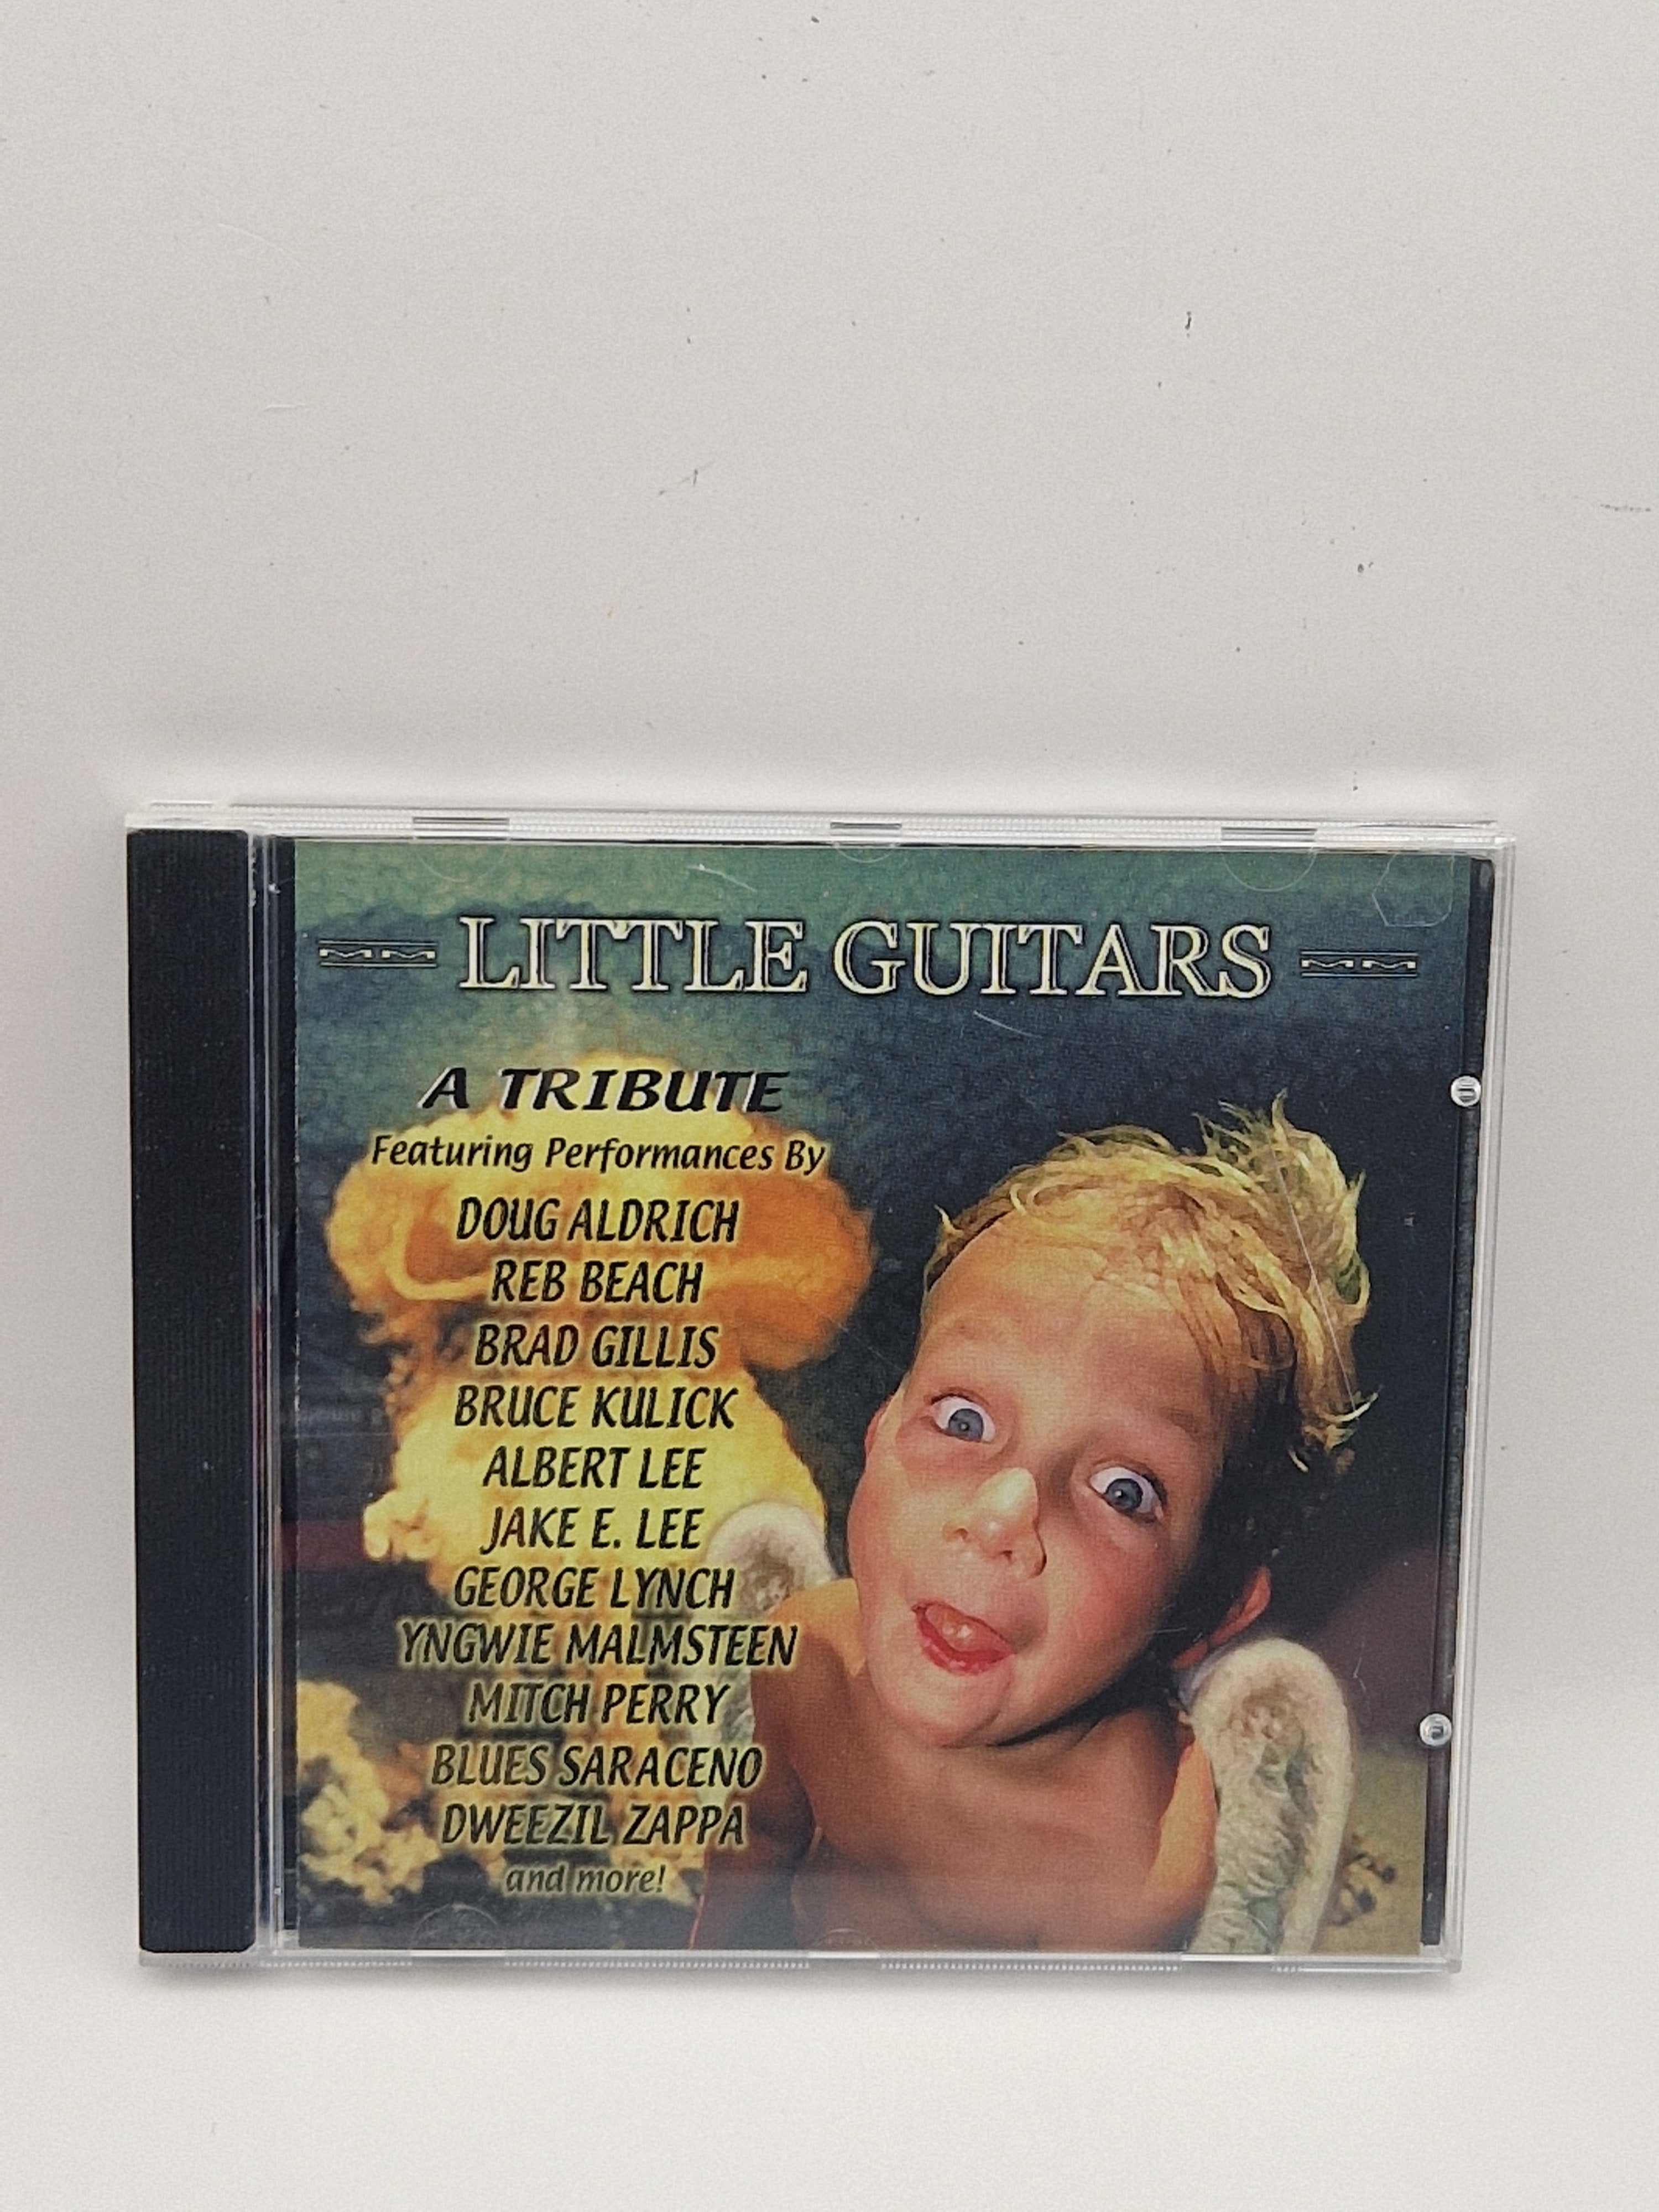 LITTLE GUITARS
A TRIBUTE
Featuring Performances By
DOUG ALDRICH
REB BEACH
BRAD GILLIS
BRUCE KULICK
ALBERT LEE
JAKE E. LEE
GEORGE LYNCH
YNGWIE MALMSTEEN
MITCH PERRY
BLUES SARACENO
DWEEZIL ZAPPA
and more!